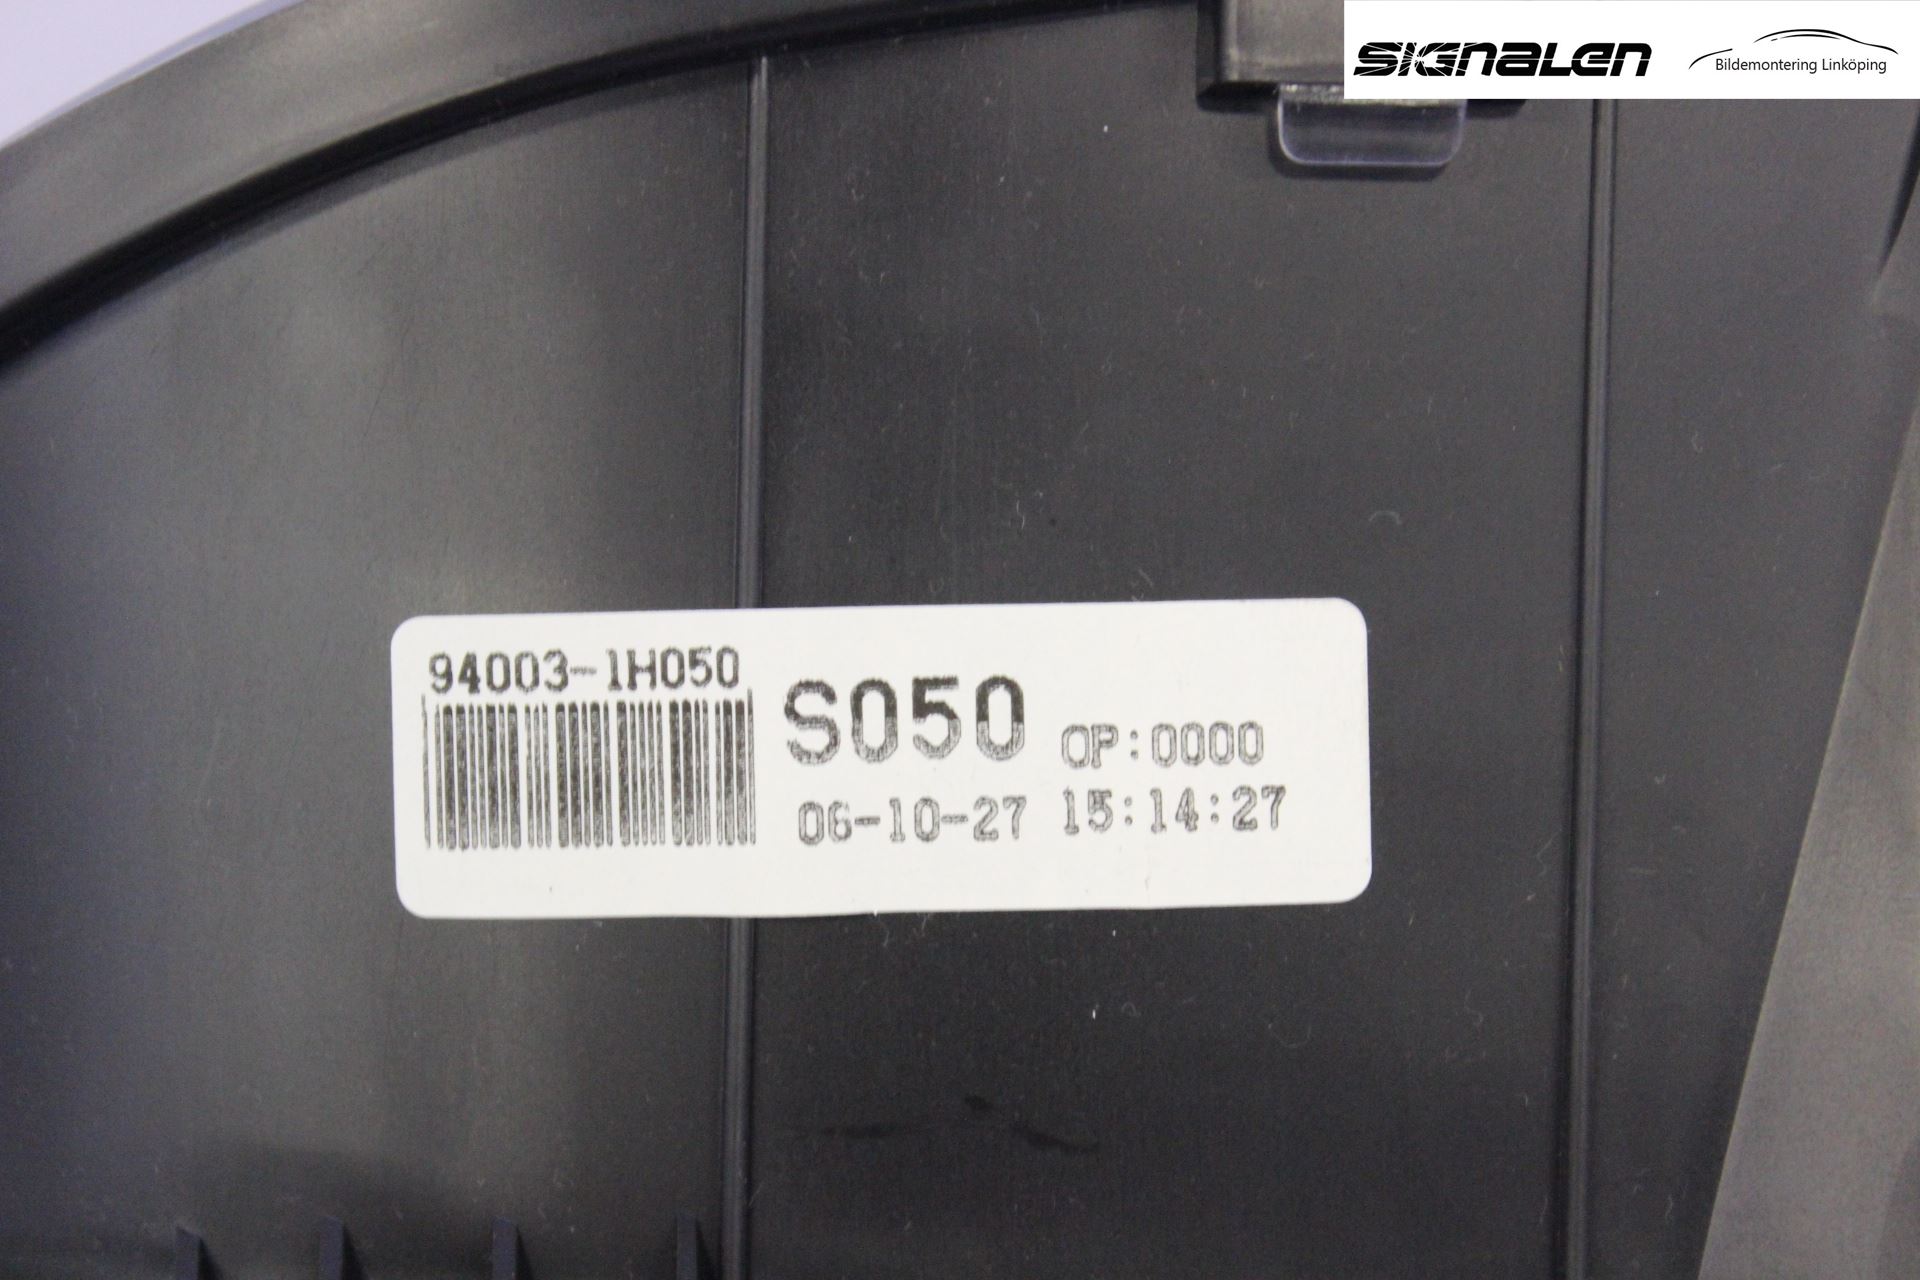 SIGNALEN
Bildemontering Linköping
94003-1H050
S050
OP:0000
06-10-27 15:14:27